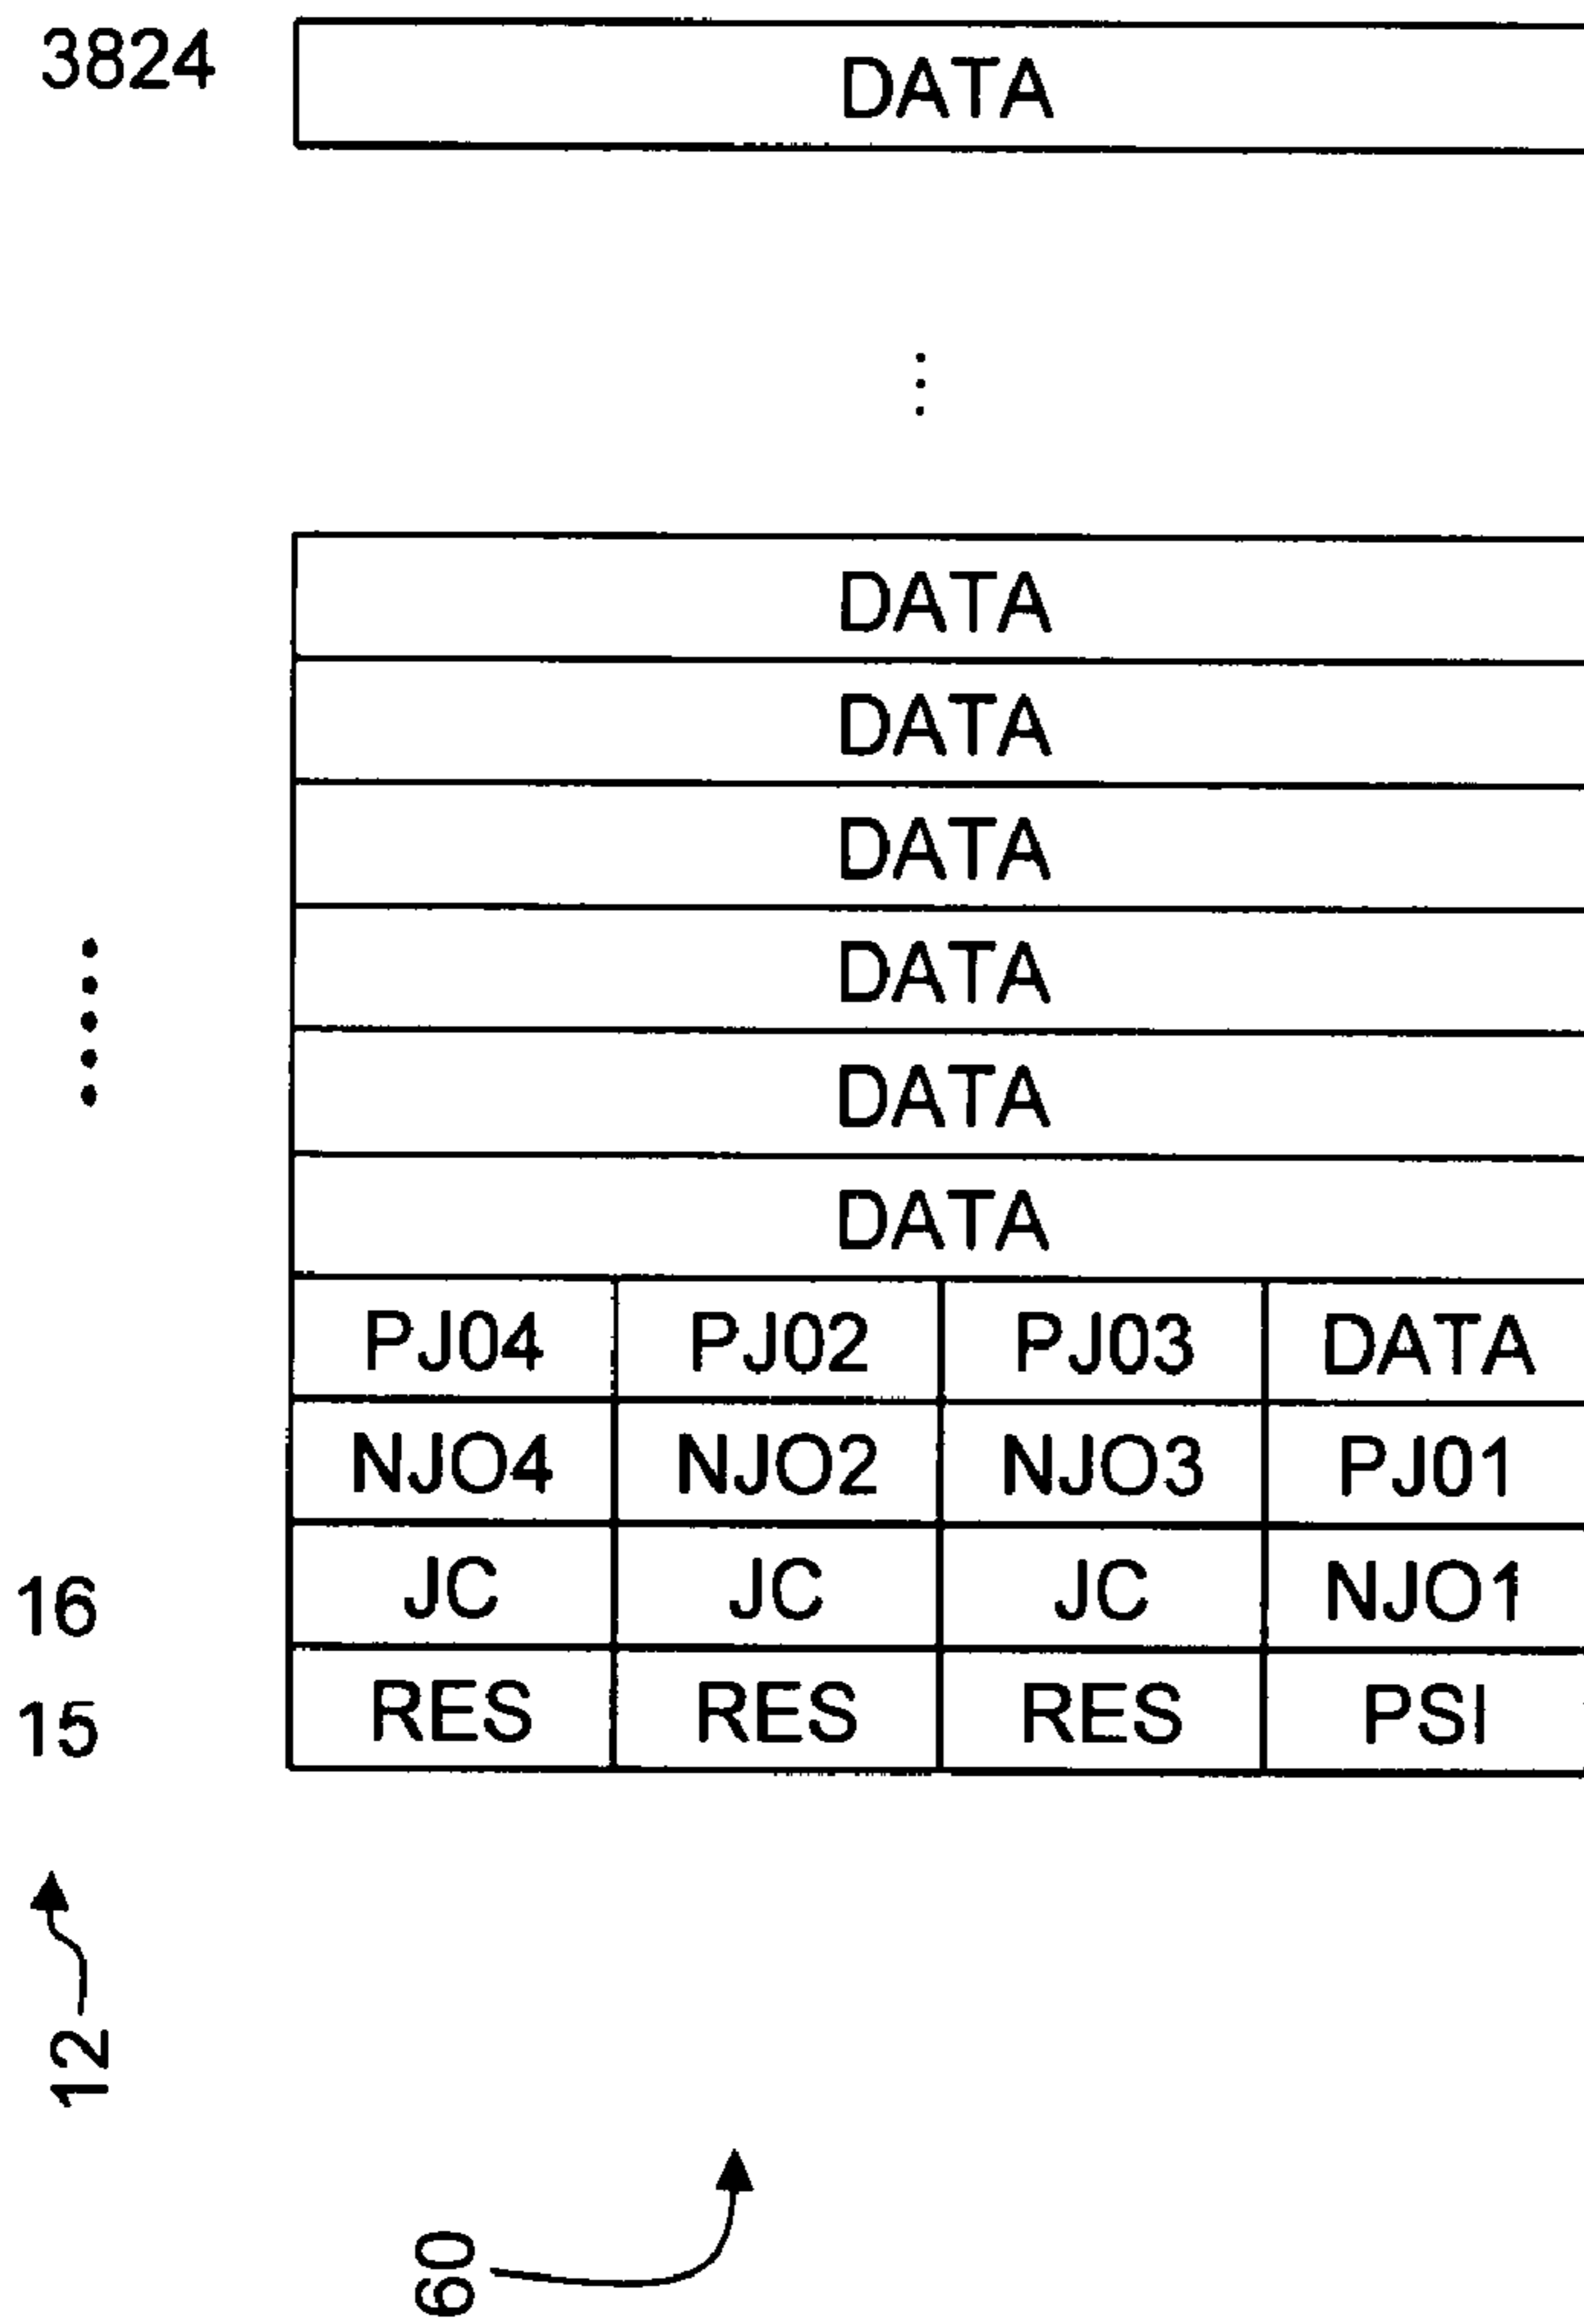 3824 DATA
DATA
DATA
DATA
DATA
DATA
DATA
PJ04 PJ02 PJ03 DATA
NJO4 NJO2 NJO3 PJ01
16 JC JC JC NJO1
15 RES RES RES PSI
12
60